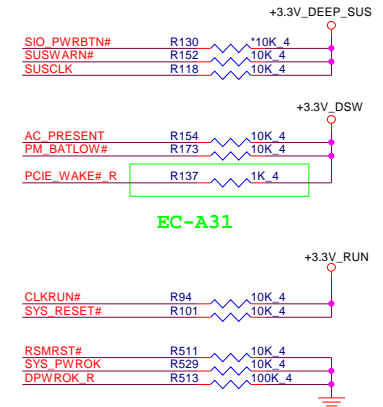 +3.3V_DEEP_SUS
SIO_PWRBTN# R130 *10K_4
SUSWARN# R152 10K_4
SUSCLK R118 10K_4
+3.3V_DSW
AC_PRESENT R154 10K_4
PM_BATLOW# R173 10K_4
PCIE_WAKE#_R R137 1K_4
EC-A31
+3.3V_RUN
CLKRUN# R94 10K_4
SYS_RESET# R101 10K_4
RSMRST# R511 10K_4
SYS_PWROK R529 10K_4
DPWROK_R R513 100K_4